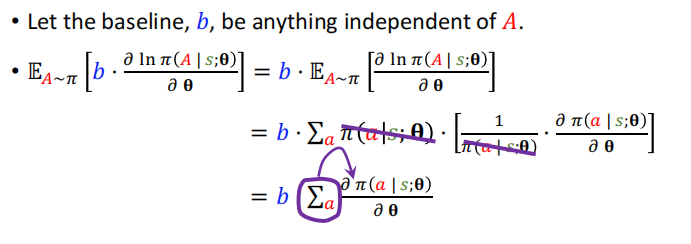 • Let the baseline, b, be anything independent of A.
• 𝔼_{A~π} [b · ∂ ln π(A | s;θ) / ∂ θ] = b · 𝔼_{A~π} [∂ ln π(A | s;θ) / ∂ θ]
= b · Σ_a π(a|s; θ) · [1 / π(a | s;θ) · ∂ π(a | s;θ) / ∂ θ]
= b Σ_a ∂ π(a | s;θ) / ∂ θ